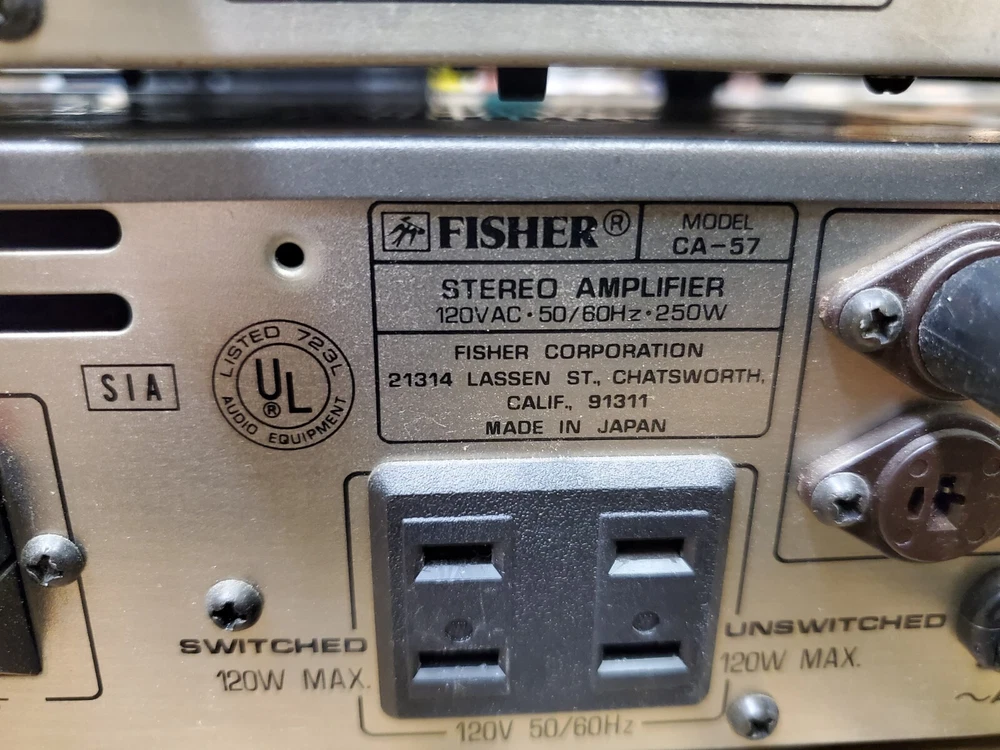 FISHER®
MODEL
CA-57
STEREO AMPLIFIER
120VAC·50/60Hz·250W
FISHER CORPORATION
21314 LASSEN ST., CHATSWORTH,
CALIF., 91311
MADE IN JAPAN
SIA
LISTED 723L
UL®
AUDIO EQUIPMENT
SWITCHED
120W MAX.
UNSWITCHED
120W MAX.
120V 50/60Hz